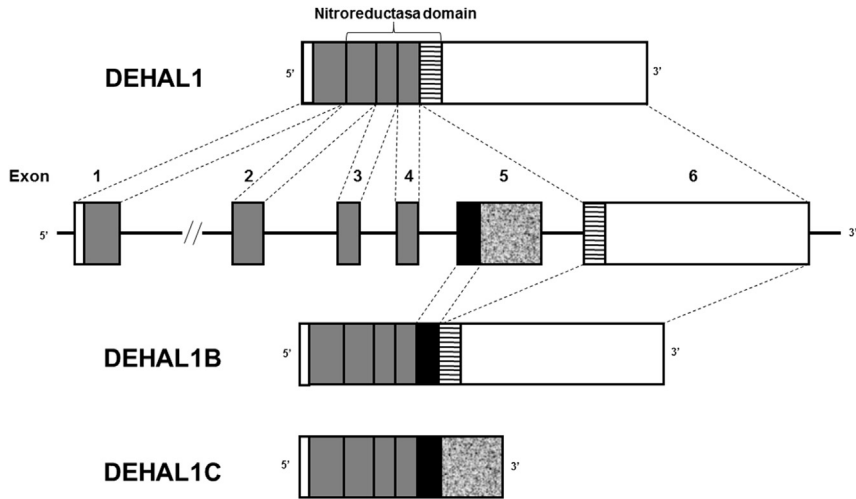 Nitroreductasa domain
DEHAL1 5’ 3’
Exon 1 2 3 4 5 6
5’ // 3’
DEHAL1B 5’ 3’
DEHAL1C 5’ 3’